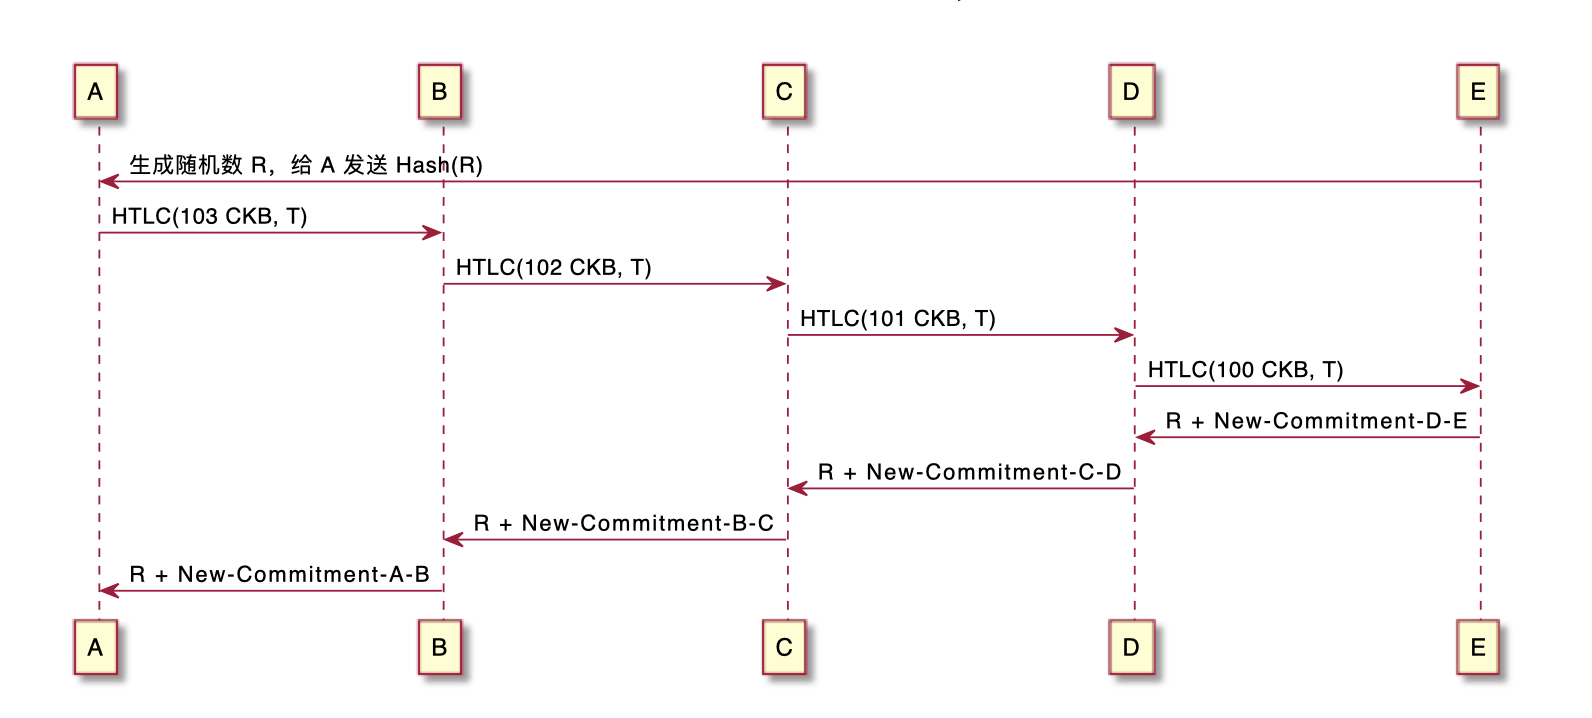 A B C D E
生成随机数 R，给 A 发送 Hash(R)
HTLC(103 CKB, T)
HTLC(102 CKB, T)
HTLC(101 CKB, T)
HTLC(100 CKB, T)
R + New-Commitment-D-E
R + New-Commitment-C-D
R + New-Commitment-B-C
R + New-Commitment-A-B
A B C D E